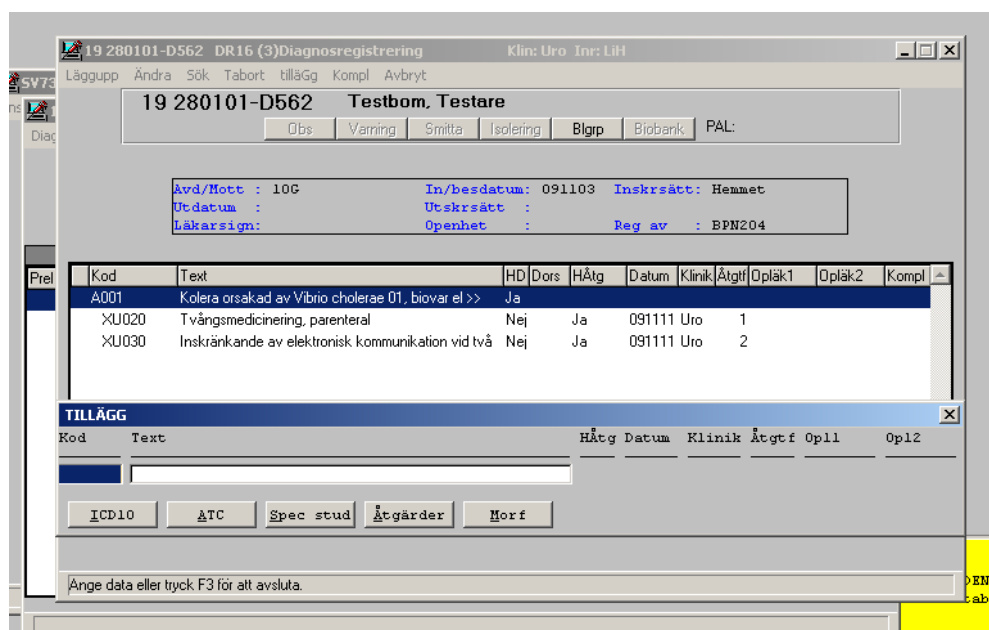 19 280101-D562 DR16 (3)Diagnosregistrering Klin: Uro Inr: LiH
Läggupp Ändra Sök Tabort tilläGg Kompl Avbryt
SV73
19 280101-D562 Testbom, Testare
Diag
Obs Varning Smitta Isolering Blgrp Biobank PAL:
Avd/Mott : 10G In/besdatum: 091103 Inskrsätt: Hemmet
Utdatum : Utskrsätt :
Läkarsign: Openhet : Reg av : BPN204
Prel
Kod Text HD Dors HÅtg Datum Klinik Åtgtf Opläk1 Opläk2 Kompl
A001 Kolera orsakad av Vibrio cholerae 01, biovar el >> Ja
XU020 Tvångsmedicinering, parenteral Nej Ja 091111 Uro 1
XU030 Inskränkande av elektronisk kommunikation vid två Nej Ja 091111 Uro 2
TILLÄGG
Kod Text HÅtg Datum Klinik Åtgtf Opl1 Opl2
ICD10 ATC Spec stud Åtgärder Morf
Ange data eller tryck F3 för att avsluta.
DEN
tab